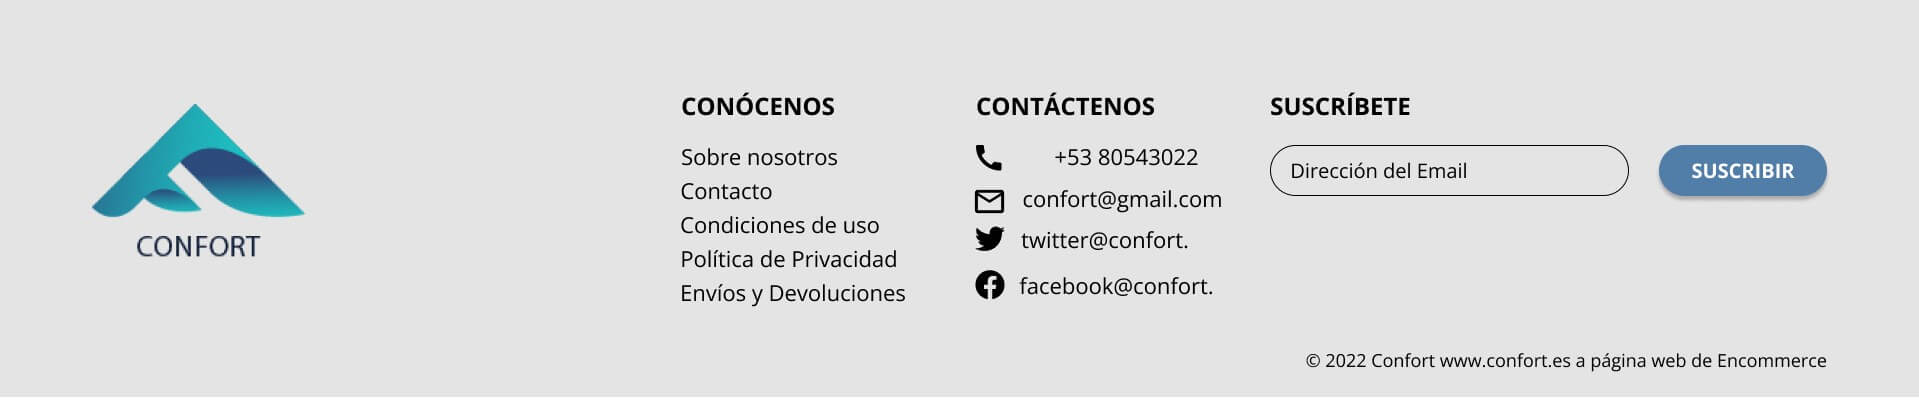 CONFORT
CONÓCENOS
Sobre nosotros
Contacto
Condiciones de uso
Política de Privacidad
Envíos y Devoluciones
CONTÁCTENOS
+53 80543022
confort@gmail.com
twitter@confort.
facebook@confort.
SUSCRÍBETE
Dirección del Email
SUSCRIBIR
© 2022 Confort www.confort.es a página web de Encommerce